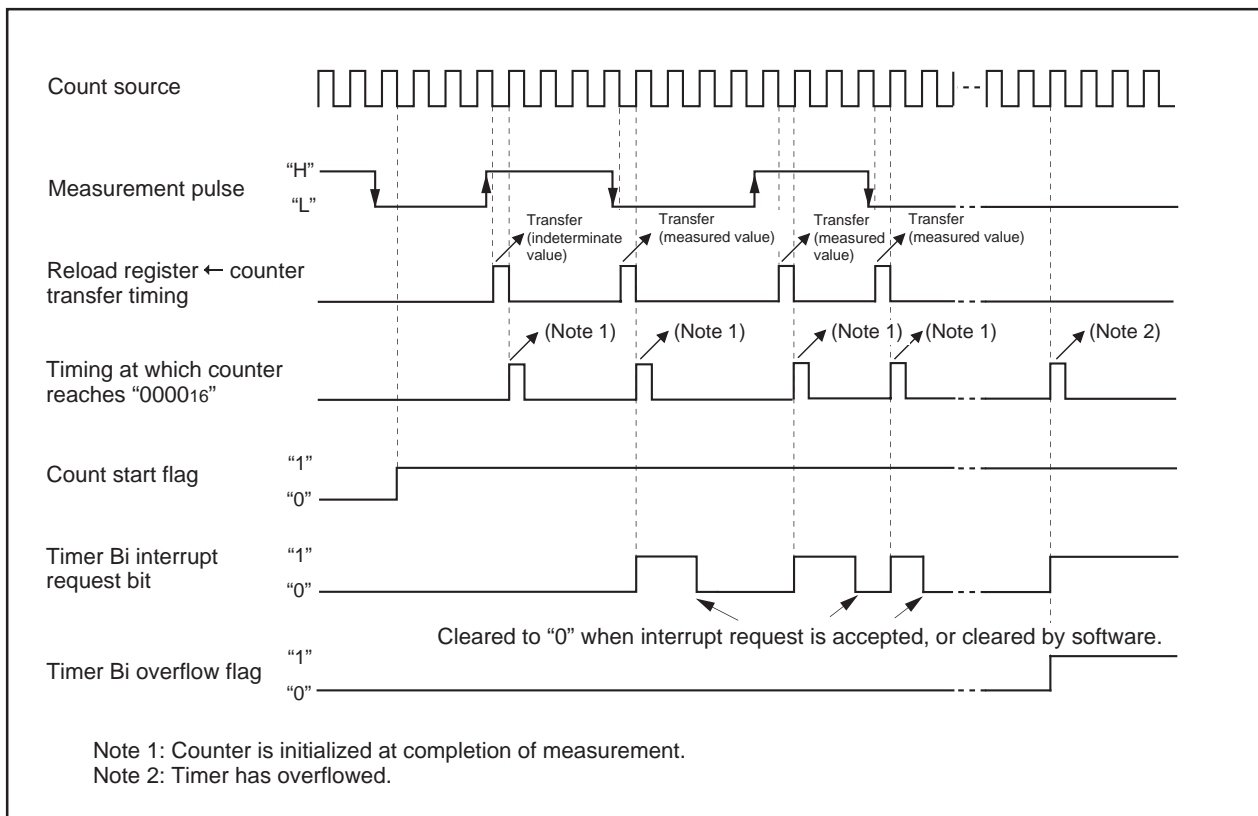 Count source
“H”
Measurement pulse
“L”
Transfer
(indeterminate
value)
Transfer
(measured value)
Transfer
(measured
value)
Transfer
(measured value)
Reload register ← counter
transfer timing
(Note 1)
(Note 1)
(Note 1)
(Note 1)
(Note 2)
Timing at which counter
reaches “000016”
Count start flag
“1”
“0”
Timer Bi interrupt
request bit
“1”
“0”
Cleared to “0” when interrupt request is accepted, or cleared by software.
Timer Bi overflow flag
“1”
“0”
Note 1: Counter is initialized at completion of measurement.
Note 2: Timer has overflowed.